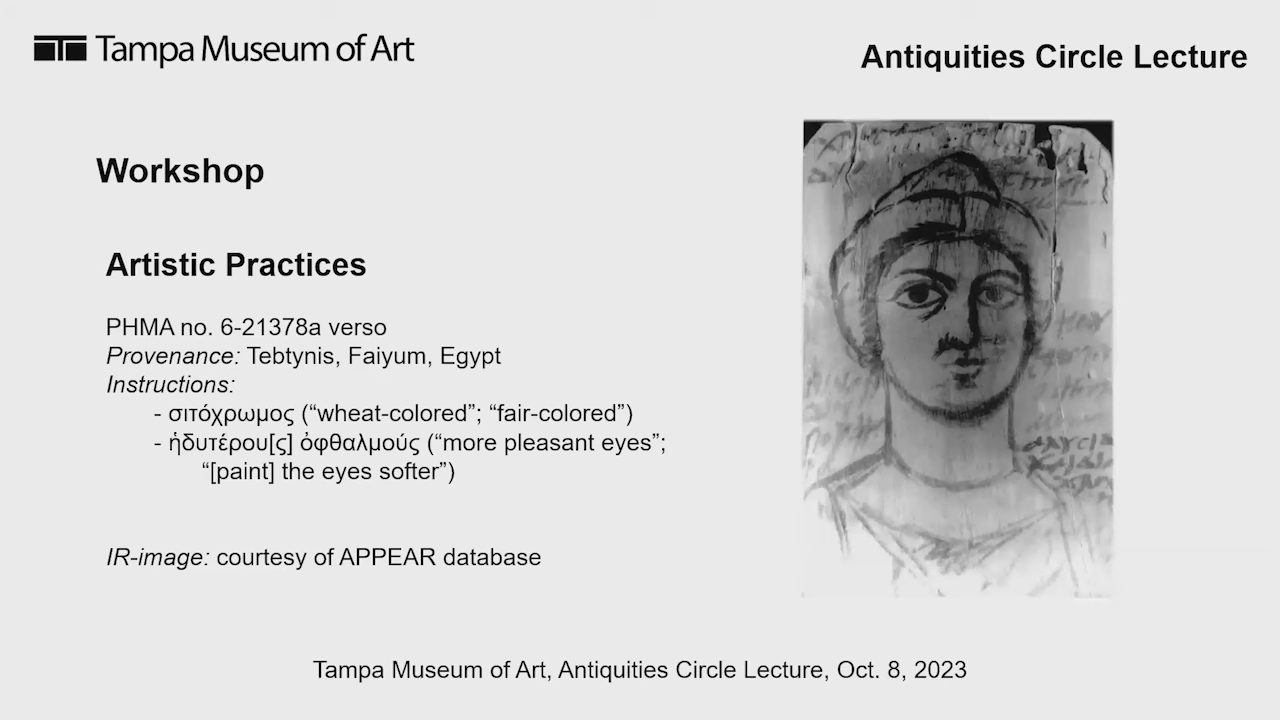 Tampa Museum of Art
Antiquities Circle Lecture
Workshop
Artistic Practices
PHMA no. 6-21378a verso
Provenance: Tebtynis, Faiyum, Egypt
Instructions:
- σιτόχρωμος (“wheat-colored”; “fair-colored”)
- ἡδυτέρου[ς] ὀφθαλμούς (“more pleasant eyes”;
“[paint] the eyes softer”)
IR-image: courtesy of APPEAR database
Tampa Museum of Art, Antiquities Circle Lecture, Oct. 8, 2023